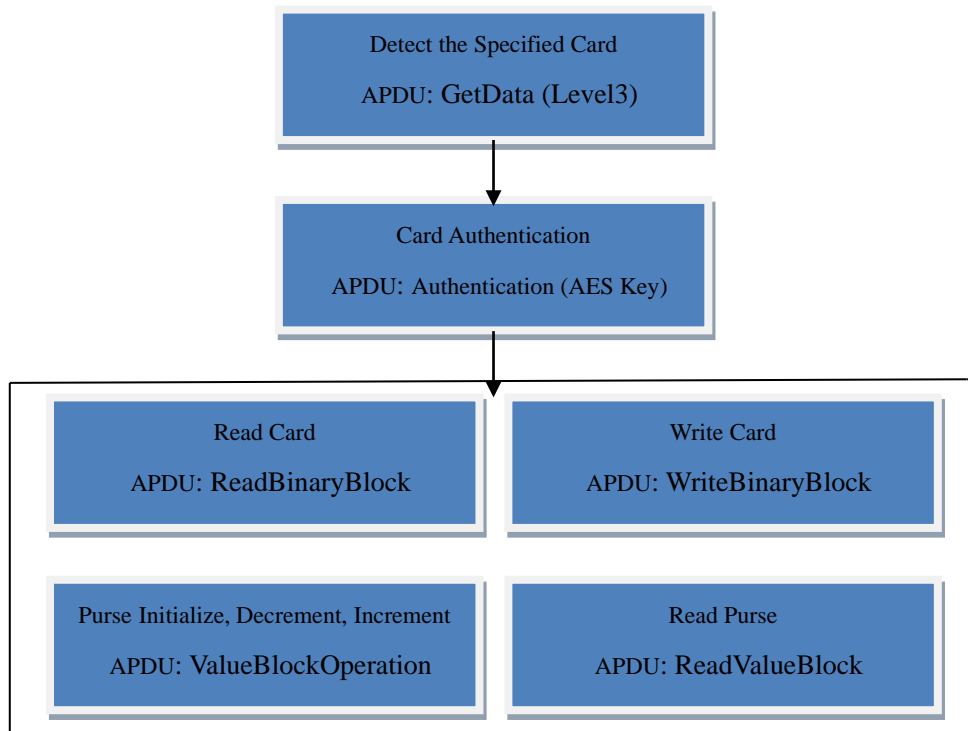 Detect the Specified Card
APDU: GetData (Level3)
Card Authentication
APDU: Authentication (AES Key)
Read Card
APDU: ReadBinaryBlock
Write Card
APDU: WriteBinaryBlock
Purse Initialize, Decrement, Increment
APDU: ValueBlockOperation
Read Purse
APDU: ReadValueBlock